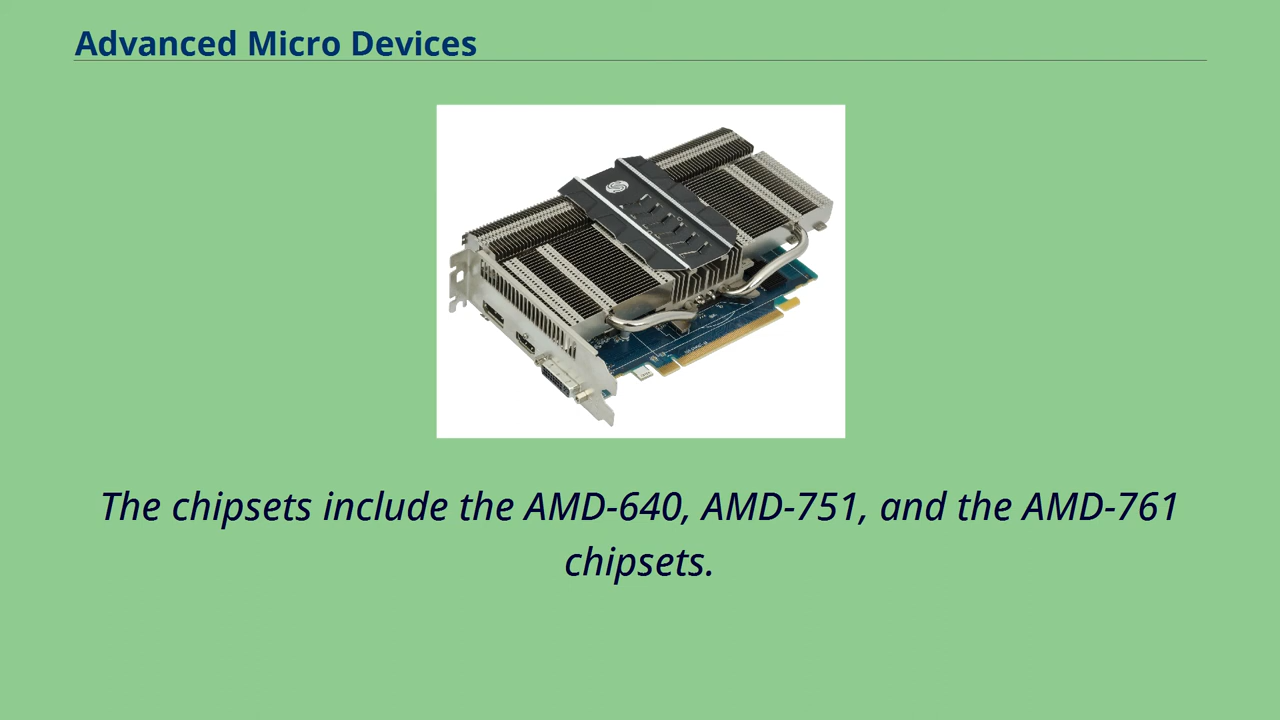 Advanced Micro Devices
The chipsets include the AMD-640, AMD-751, and the AMD-761
chipsets.